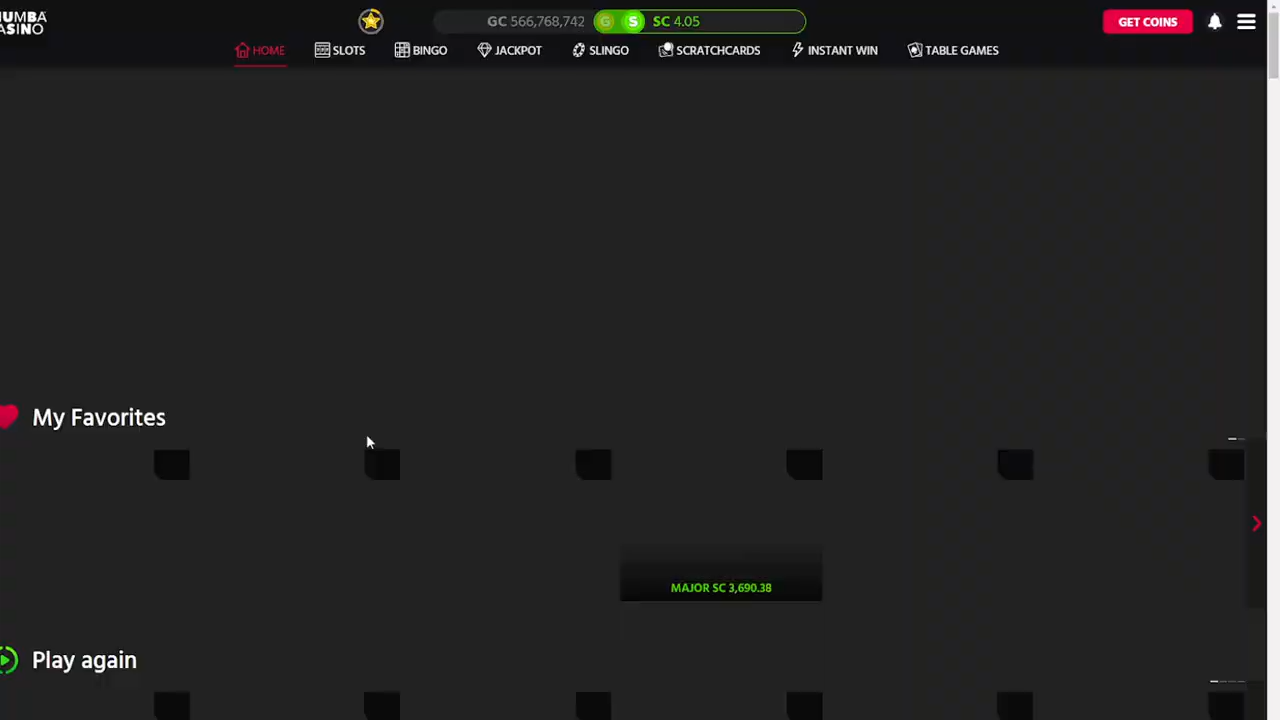 UMBA
ASINO
GC 566,768,742 G S SC 4.05
GET COINS
HOME
SLOTS
BINGO
JACKPOT
SLINGO
SCRATCHCARDS
INSTANT WIN
TABLE GAMES
My Favorites
MAJOR SC 3,690.38
Play again